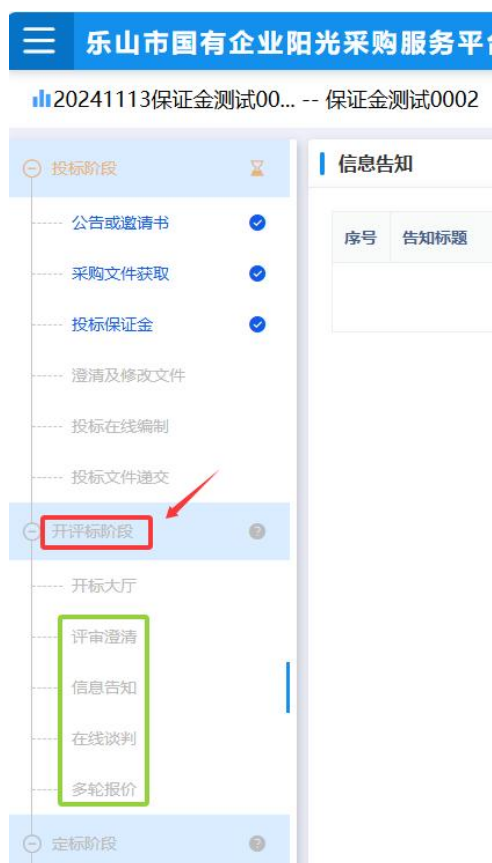 乐山市国有企业阳光采购服务平台
20241113保证金测试00... -- 保证金测试0002
投标阶段
信息告知
公告或邀请书
序号 告知标题
采购文件获取
投标保证金
澄清及修改文件
投标在线编制
投标文件递交
开评标阶段
开标大厅
评审澄清
信息告知
在线谈判
多轮报价
定标阶段